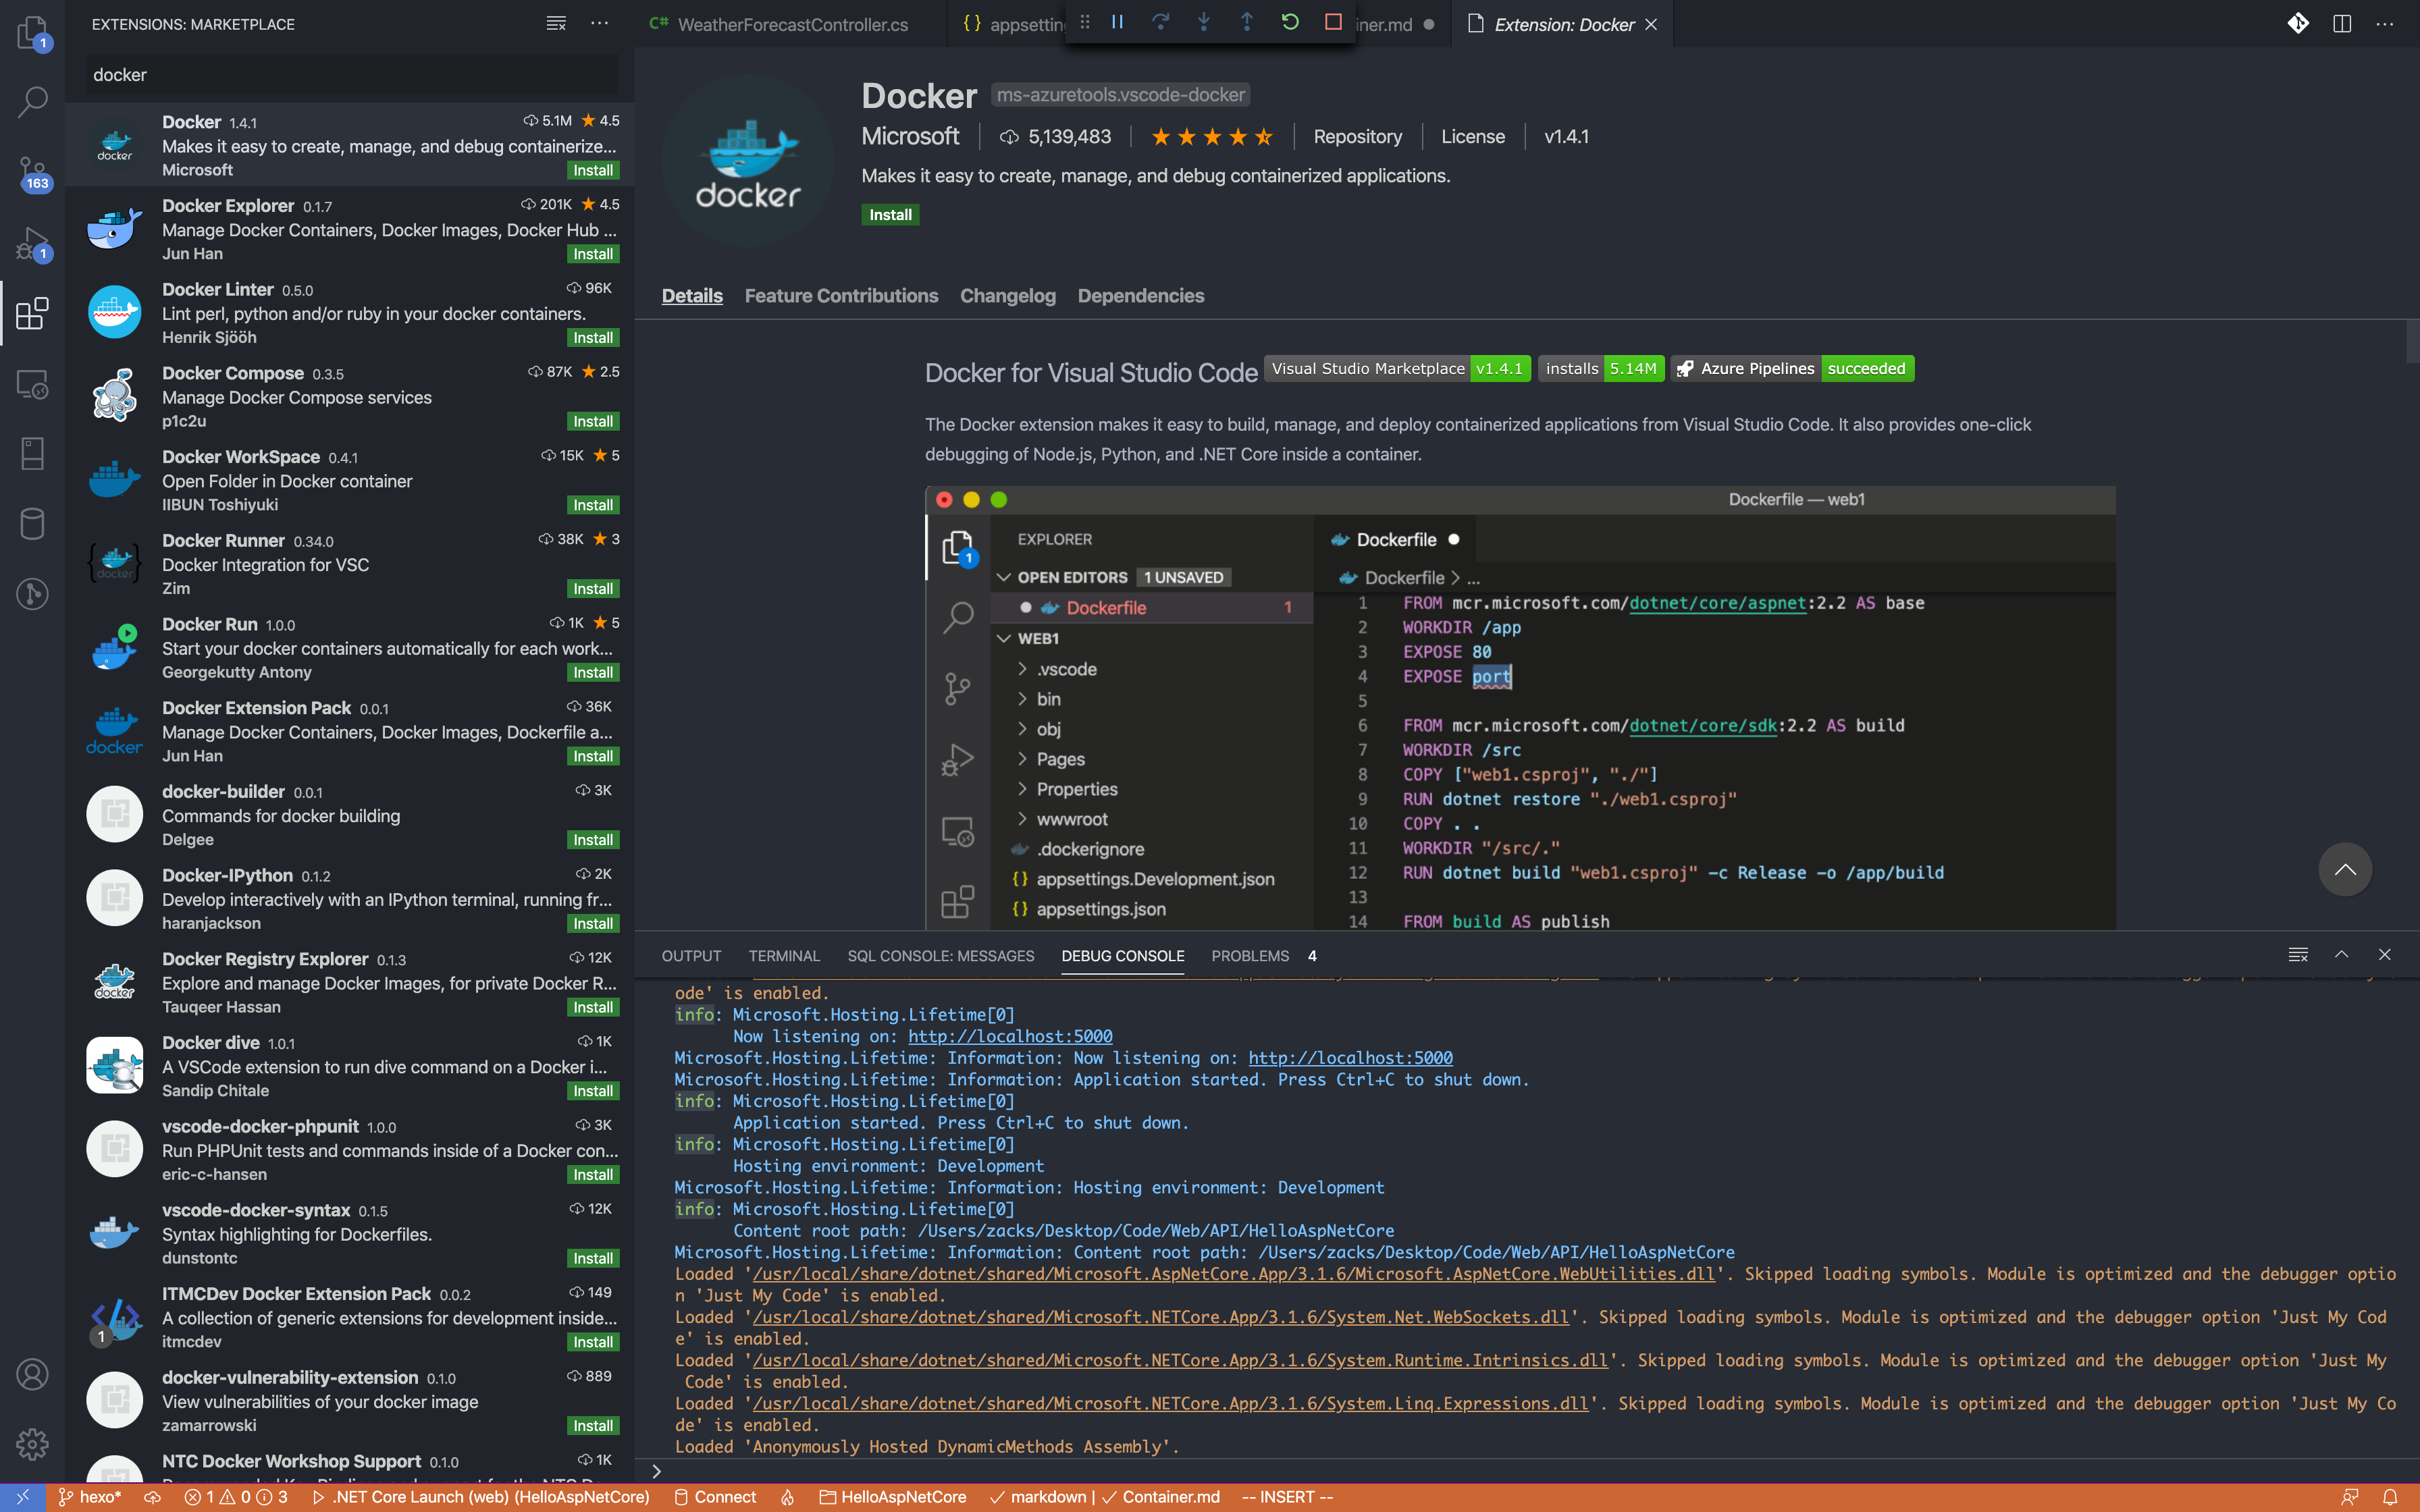 EXTENSIONS: MARKETPLACE
docker
Docker 1.4.1 5.1M 4.5
Makes it easy to create, manage, and debug containerize...
Microsoft Install
Docker Explorer 0.1.7 201K 4.5
Manage Docker Containers, Docker Images, Docker Hub ...
Jun Han Install
Docker Linter 0.5.0 96K
Lint perl, python and/or ruby in your docker containers.
Henrik Sjööh Install
Docker Compose 0.3.5 87K 2.5
Manage Docker Compose services
p1c2u Install
Docker WorkSpace 0.4.1 15K 5
Open Folder in Docker container
IIBUN Toshiyuki Install
Docker Runner 0.34.0 38K 3
Docker Integration for VSC
Zim Install
Docker Run 1.0.0 1K 5
Start your docker containers automatically for each work...
Georgekutty Antony Install
Docker Extension Pack 0.0.1 36K
Manage Docker Containers, Docker Images, Dockerfile a...
Jun Han Install
docker-builder 0.0.1 3K
Commands for docker building
Delgee Install
Docker-IPython 0.1.2 2K
Develop interactively with an IPython terminal, running fr...
haranjackson Install
Docker Registry Explorer 0.1.3 12K
Explore and manage Docker Images, for private Docker R...
Tauqeer Hassan Install
Docker dive 1.0.1 1K
A VSCode extension to run dive command on a Docker i...
Sandip Chitale Install
vscode-docker-phpunit 1.0.0 3K
Run PHPUnit tests and commands inside of a Docker con...
eric-c-hansen Install
vscode-docker-syntax 0.1.5 12K
Syntax highlighting for Dockerfiles.
dunstontc Install
ITMCDev Docker Extension Pack 0.0.2 149
A collection of generic extensions for development inside...
itmcdev Install
docker-vulnerability-extension 0.1.0 889
View vulnerabilities of your docker image
zamarrowski Install
NTC Docker Workshop Support 0.1.0 1K
1
163
1
1
docker
docker
docker
docker
C# WeatherForecastController.cs
{} appsettin
iner.md
Extension: Docker
docker
Docker ms-azuretools.vscode-docker
Microsoft 5,139,483 Repository License v1.4.1
Makes it easy to create, manage, and debug containerized applications.
Install
Details Feature Contributions Changelog Dependencies
Docker for Visual Studio Code Visual Studio Marketplace v1.4.1 installs 5.14M Azure Pipelines succeeded
The Docker extension makes it easy to build, manage, and deploy containerized applications from Visual Studio Code. It also provides one-click
debugging of Node.js, Python, and .NET Core inside a container.
Dockerfile — web1
1
EXPLORER
OPEN EDITORS 1 UNSAVED
Dockerfile 1
WEB1
.vscode
bin
obj
Pages
Properties
wwwroot
.dockerignore
{} appsettings.Development.json
{} appsettings.json
Dockerfile
Dockerfile > ...
1 FROM mcr.microsoft.com/dotnet/core/aspnet:2.2 AS base
2 WORKDIR /app
3 EXPOSE 80
4 EXPOSE port
5
6 FROM mcr.microsoft.com/dotnet/core/sdk:2.2 AS build
7 WORKDIR /src
8 COPY ["web1.csproj", "./"]
9 RUN dotnet restore "./web1.csproj"
10 COPY . .
11 WORKDIR "/src/."
12 RUN dotnet build "web1.csproj" -c Release -o /app/build
13
14 FROM build AS publish
OUTPUT TERMINAL SQL CONSOLE: MESSAGES DEBUG CONSOLE PROBLEMS 4
ode' is enabled.
info: Microsoft.Hosting.Lifetime[0]
Now listening on: http://localhost:5000
Microsoft.Hosting.Lifetime: Information: Now listening on: http://localhost:5000
Microsoft.Hosting.Lifetime: Information: Application started. Press Ctrl+C to shut down.
info: Microsoft.Hosting.Lifetime[0]
Application started. Press Ctrl+C to shut down.
info: Microsoft.Hosting.Lifetime[0]
Hosting environment: Development
Microsoft.Hosting.Lifetime: Information: Hosting environment: Development
info: Microsoft.Hosting.Lifetime[0]
Content root path: /Users/zacks/Desktop/Code/Web/API/HelloAspNetCore
Microsoft.Hosting.Lifetime: Information: Content root path: /Users/zacks/Desktop/Code/Web/API/HelloAspNetCore
Loaded '/usr/local/share/dotnet/shared/Microsoft.AspNetCore.App/3.1.6/Microsoft.AspNetCore.WebUtilities.dll'. Skipped loading symbols. Module is optimized and the debugger optio
n 'Just My Code' is enabled.
Loaded '/usr/local/share/dotnet/shared/Microsoft.NETCore.App/3.1.6/System.Net.WebSockets.dll'. Skipped loading symbols. Module is optimized and the debugger option 'Just My Cod
e' is enabled.
Loaded '/usr/local/share/dotnet/shared/Microsoft.NETCore.App/3.1.6/System.Runtime.Intrinsics.dll'. Skipped loading symbols. Module is optimized and the debugger option 'Just My
Code' is enabled.
Loaded '/usr/local/share/dotnet/shared/Microsoft.NETCore.App/3.1.6/System.Linq.Expressions.dll'. Skipped loading symbols. Module is optimized and the debugger option 'Just My Co
de' is enabled.
Loaded 'Anonymously Hosted DynamicMethods Assembly'.
hexo* 1 0 3 .NET Core Launch (web) (HelloAspNetCore) Connect HelloAspNetCore markdown | Container.md -- INSERT --